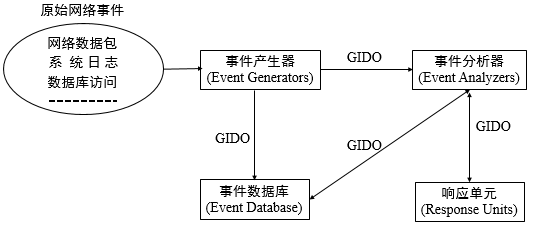 原始网络事件
网络数据包
系 统 日志
数据库访问
事件产生器
(Event Generators)
GIDO
事件分析器
(Event Analyzers)
GIDO
GIDO
GIDO
事件数据库
(Event Database)
响应单元
(Response Units)